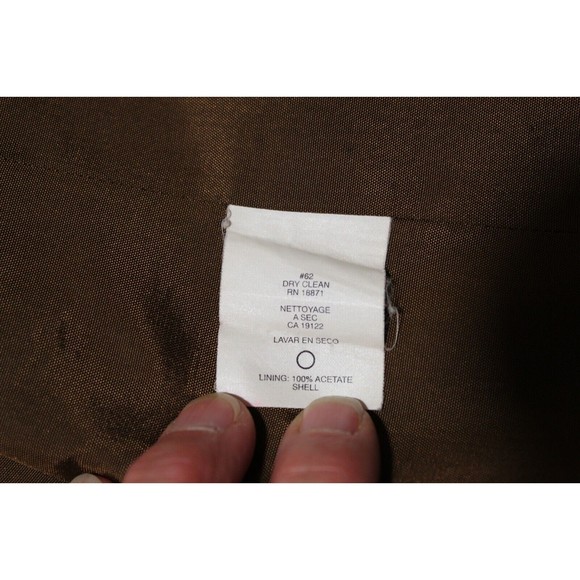 #62
DRY CLEAN
RN 18871
NETTOYAGE
A SEC
CA 19122
LAVAR EN SECO
LINING: 100% ACETATE
SHELL